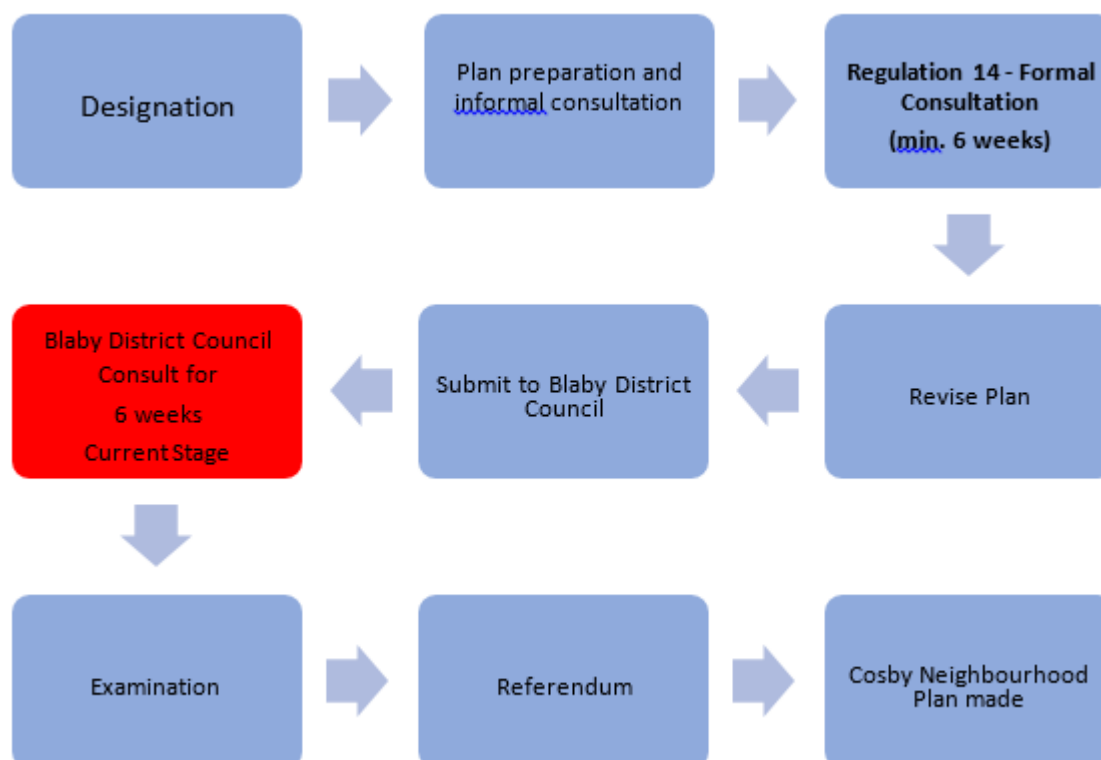 Designation
Plan preparation and
informal consultation
Regulation 14 - Formal
Consultation
(min. 6 weeks)
Revise Plan
Submit to Blaby District
Council
Blaby District Council
Consult for
6 weeks
Current Stage
Examination
Referendum
Cosby Neighbourhood
Plan made